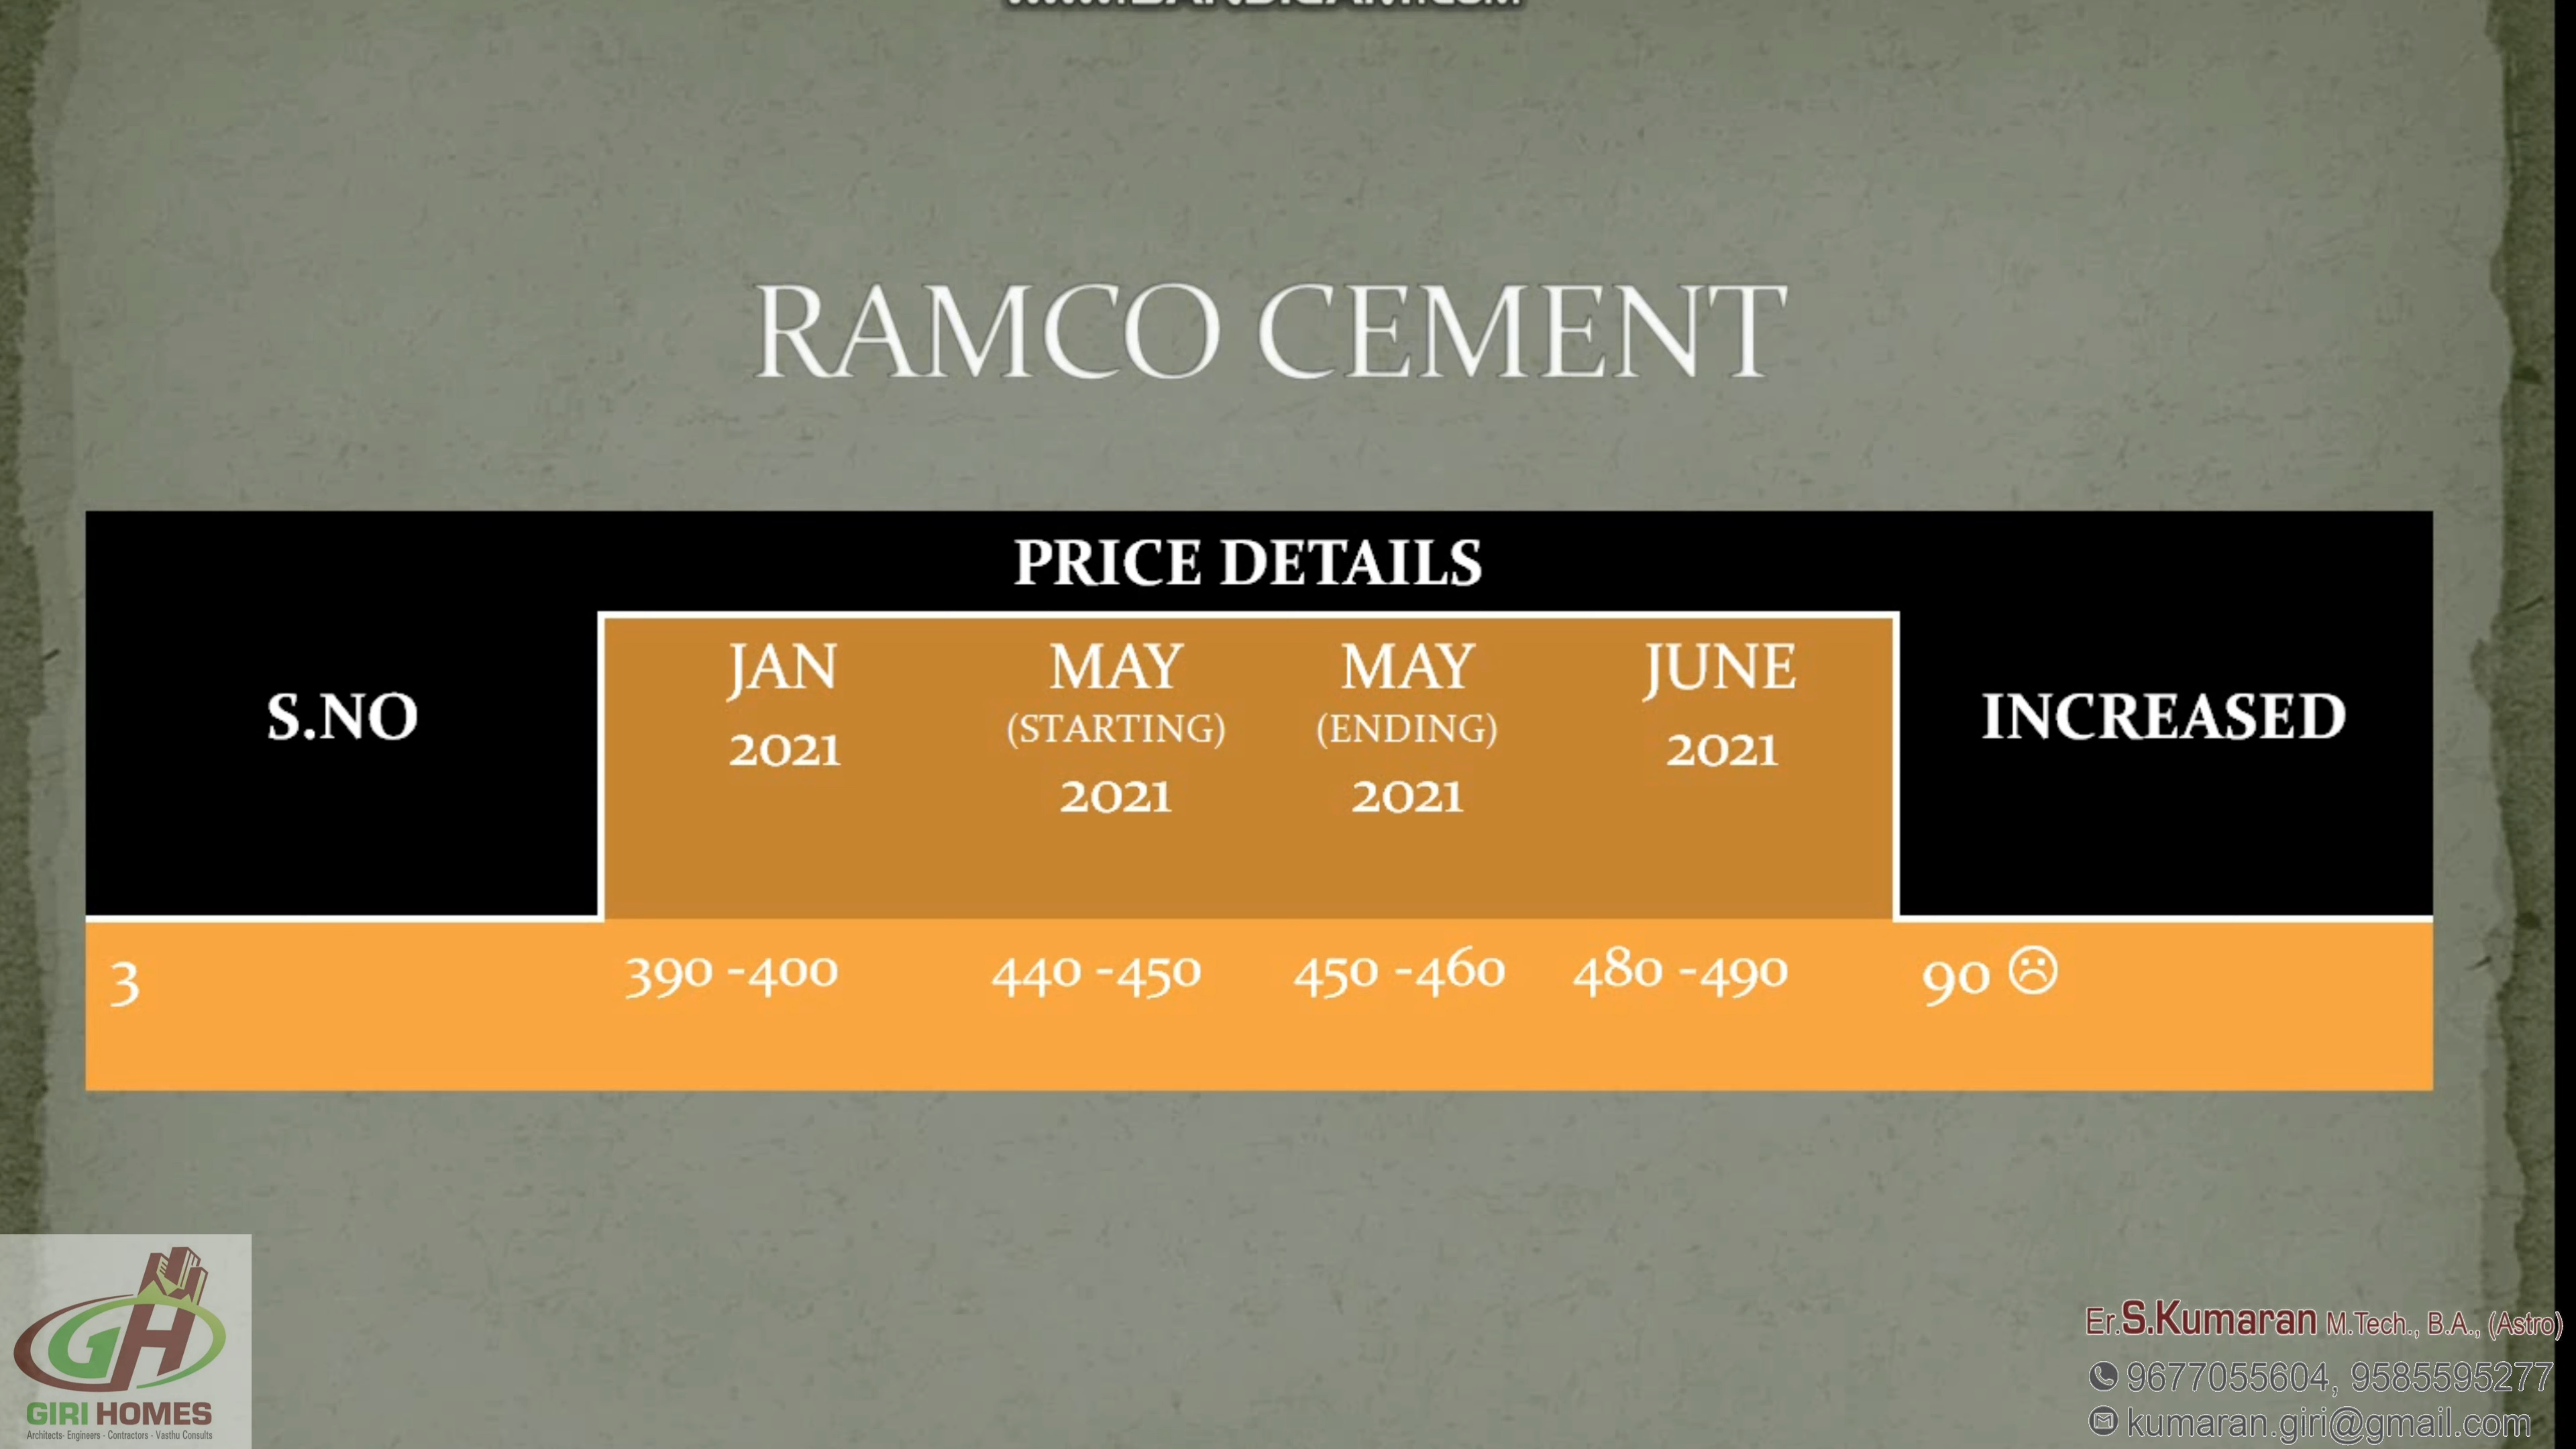 RAMCO CEMENT
PRICE DETAILS
S.NO
JAN
2021
MAY
(STARTING)
2021
MAY
(ENDING)
2021
JUNE
2021
INCREASED
3
390 -400
440 -450
450 -460
480 -490
90 ☹
GH
GIRI HOMES
Architects- Engineers - Contractors - Vasthu Consults
Er.S.Kumaran M.Tech., B.A., (Astro)
9677055604, 9585595277
kumaran.giri@gmail.com